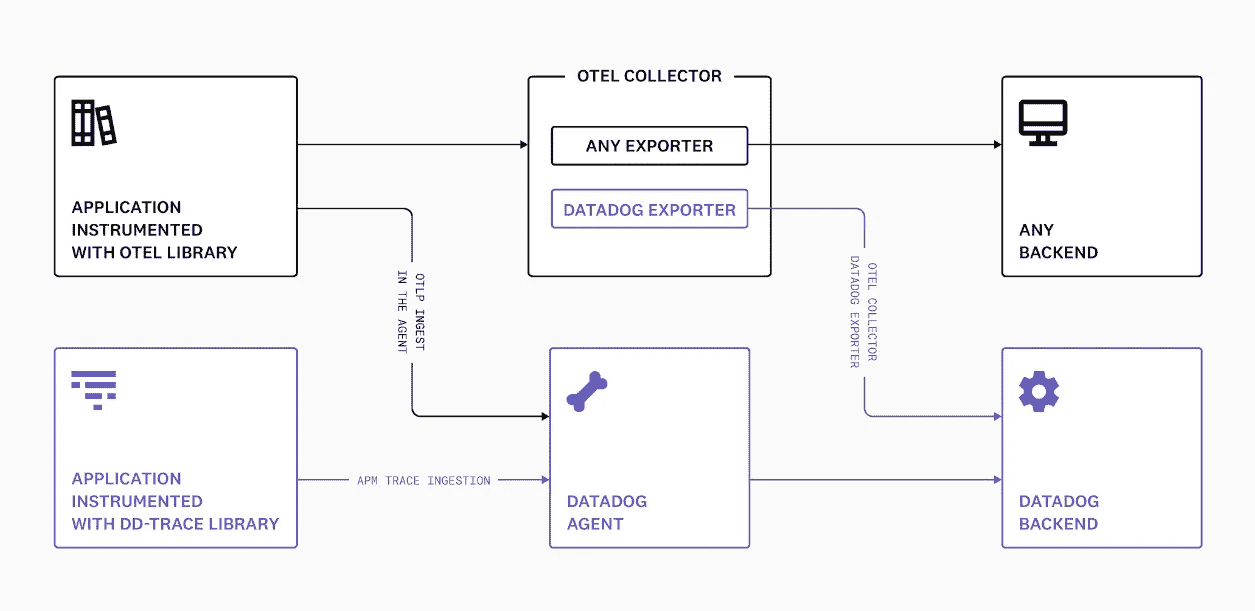 OTEL COLLECTOR
APPLICATION
INSTRUMENTED
WITH OTEL LIBRARY
ANY EXPORTER
DATADOG EXPORTER
ANY
BACKEND
OTLP INGEST
IN THE AGENT
OTEL COLLECTOR
DATADOG EXPORTER
APPLICATION
INSTRUMENTED
WITH DD-TRACE LIBRARY
APM TRACE INGESTION
DATADOG
AGENT
DATADOG
BACKEND